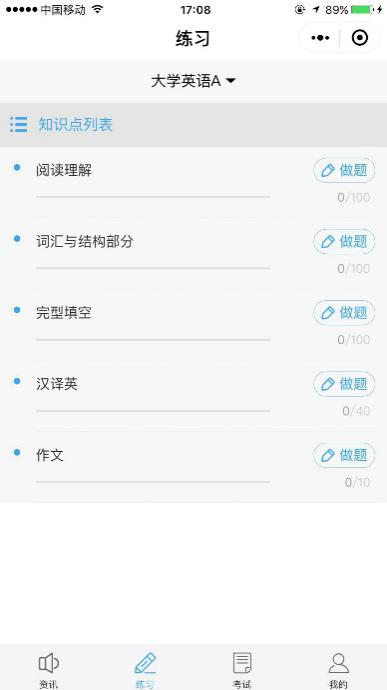 中国移动 17:08 89%
练习
大学英语A
知识点列表
阅读理解 做题
0/100
词汇与结构部分 做题
0/100
完型填空 做题
0/100
汉译英 做题
0/40
作文 做题
0/10
资讯 练习 考试 我的